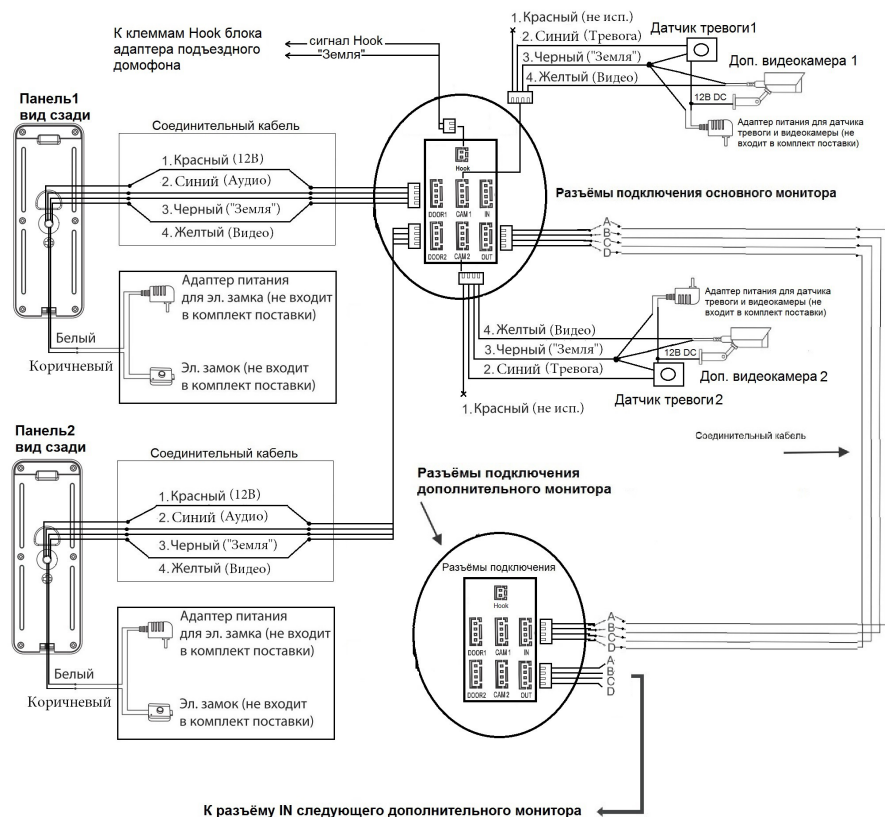 К клеммам Hook блока
адаптера подъездного
домофона
сигнал Hook
"Земля"
1. Красный (не исп.)
2. Синий (Тревога)
3. Черный ("Земля")
4. Желтый (Видео)
Датчик тревоги1
Доп. видеокамера 1
12В DC
Адаптер питания для датчика
тревоги и видеокамеры (не
входит в комплект поставки)
Панель1
вид сзади
Соединительный кабель
1. Красный (12В)
2. Синий (Аудио)
3. Черный ("Земля")
4. Желтый (Видео)
Hook
DOOR1 CAM 1 IN
DOOR2 CAM 2 OUT
Разъёмы подключения основного монитора
A
B
C
D
Адаптер питания
для эл. замка (не входит
в комплект поставки)
Белый
Коричневый
Эл. замок (не входит
в комплект поставки)
4. Желтый (Видео)
3. Черный ("Земля")
2. Синий (Тревога)
1. Красный (не исп.)
Адаптер питания для датчика
тревоги и видеокамеры (не
входит в комплект поставки)
12В DC
Доп. видеокамера 2
Датчик тревоги2
Соединительный кабель
Панель2
вид сзади
Соединительный кабель
1. Красный (12В)
2. Синий (Аудио)
3. Черный ("Земля")
4. Желтый (Видео)
Адаптер питания
для эл. замка (не входит
в комплект поставки)
Белый
Коричневый
Эл. замок (не входит
в комплект поставки)
Разъёмы подключения
дополнительного монитора
Разъёмы подключения
Hook
DOOR1 CAM 1 IN
DOOR2 CAM 2 OUT
A
B
C
D
A
B
C
D
К разъёму IN следующего дополнительного монитора